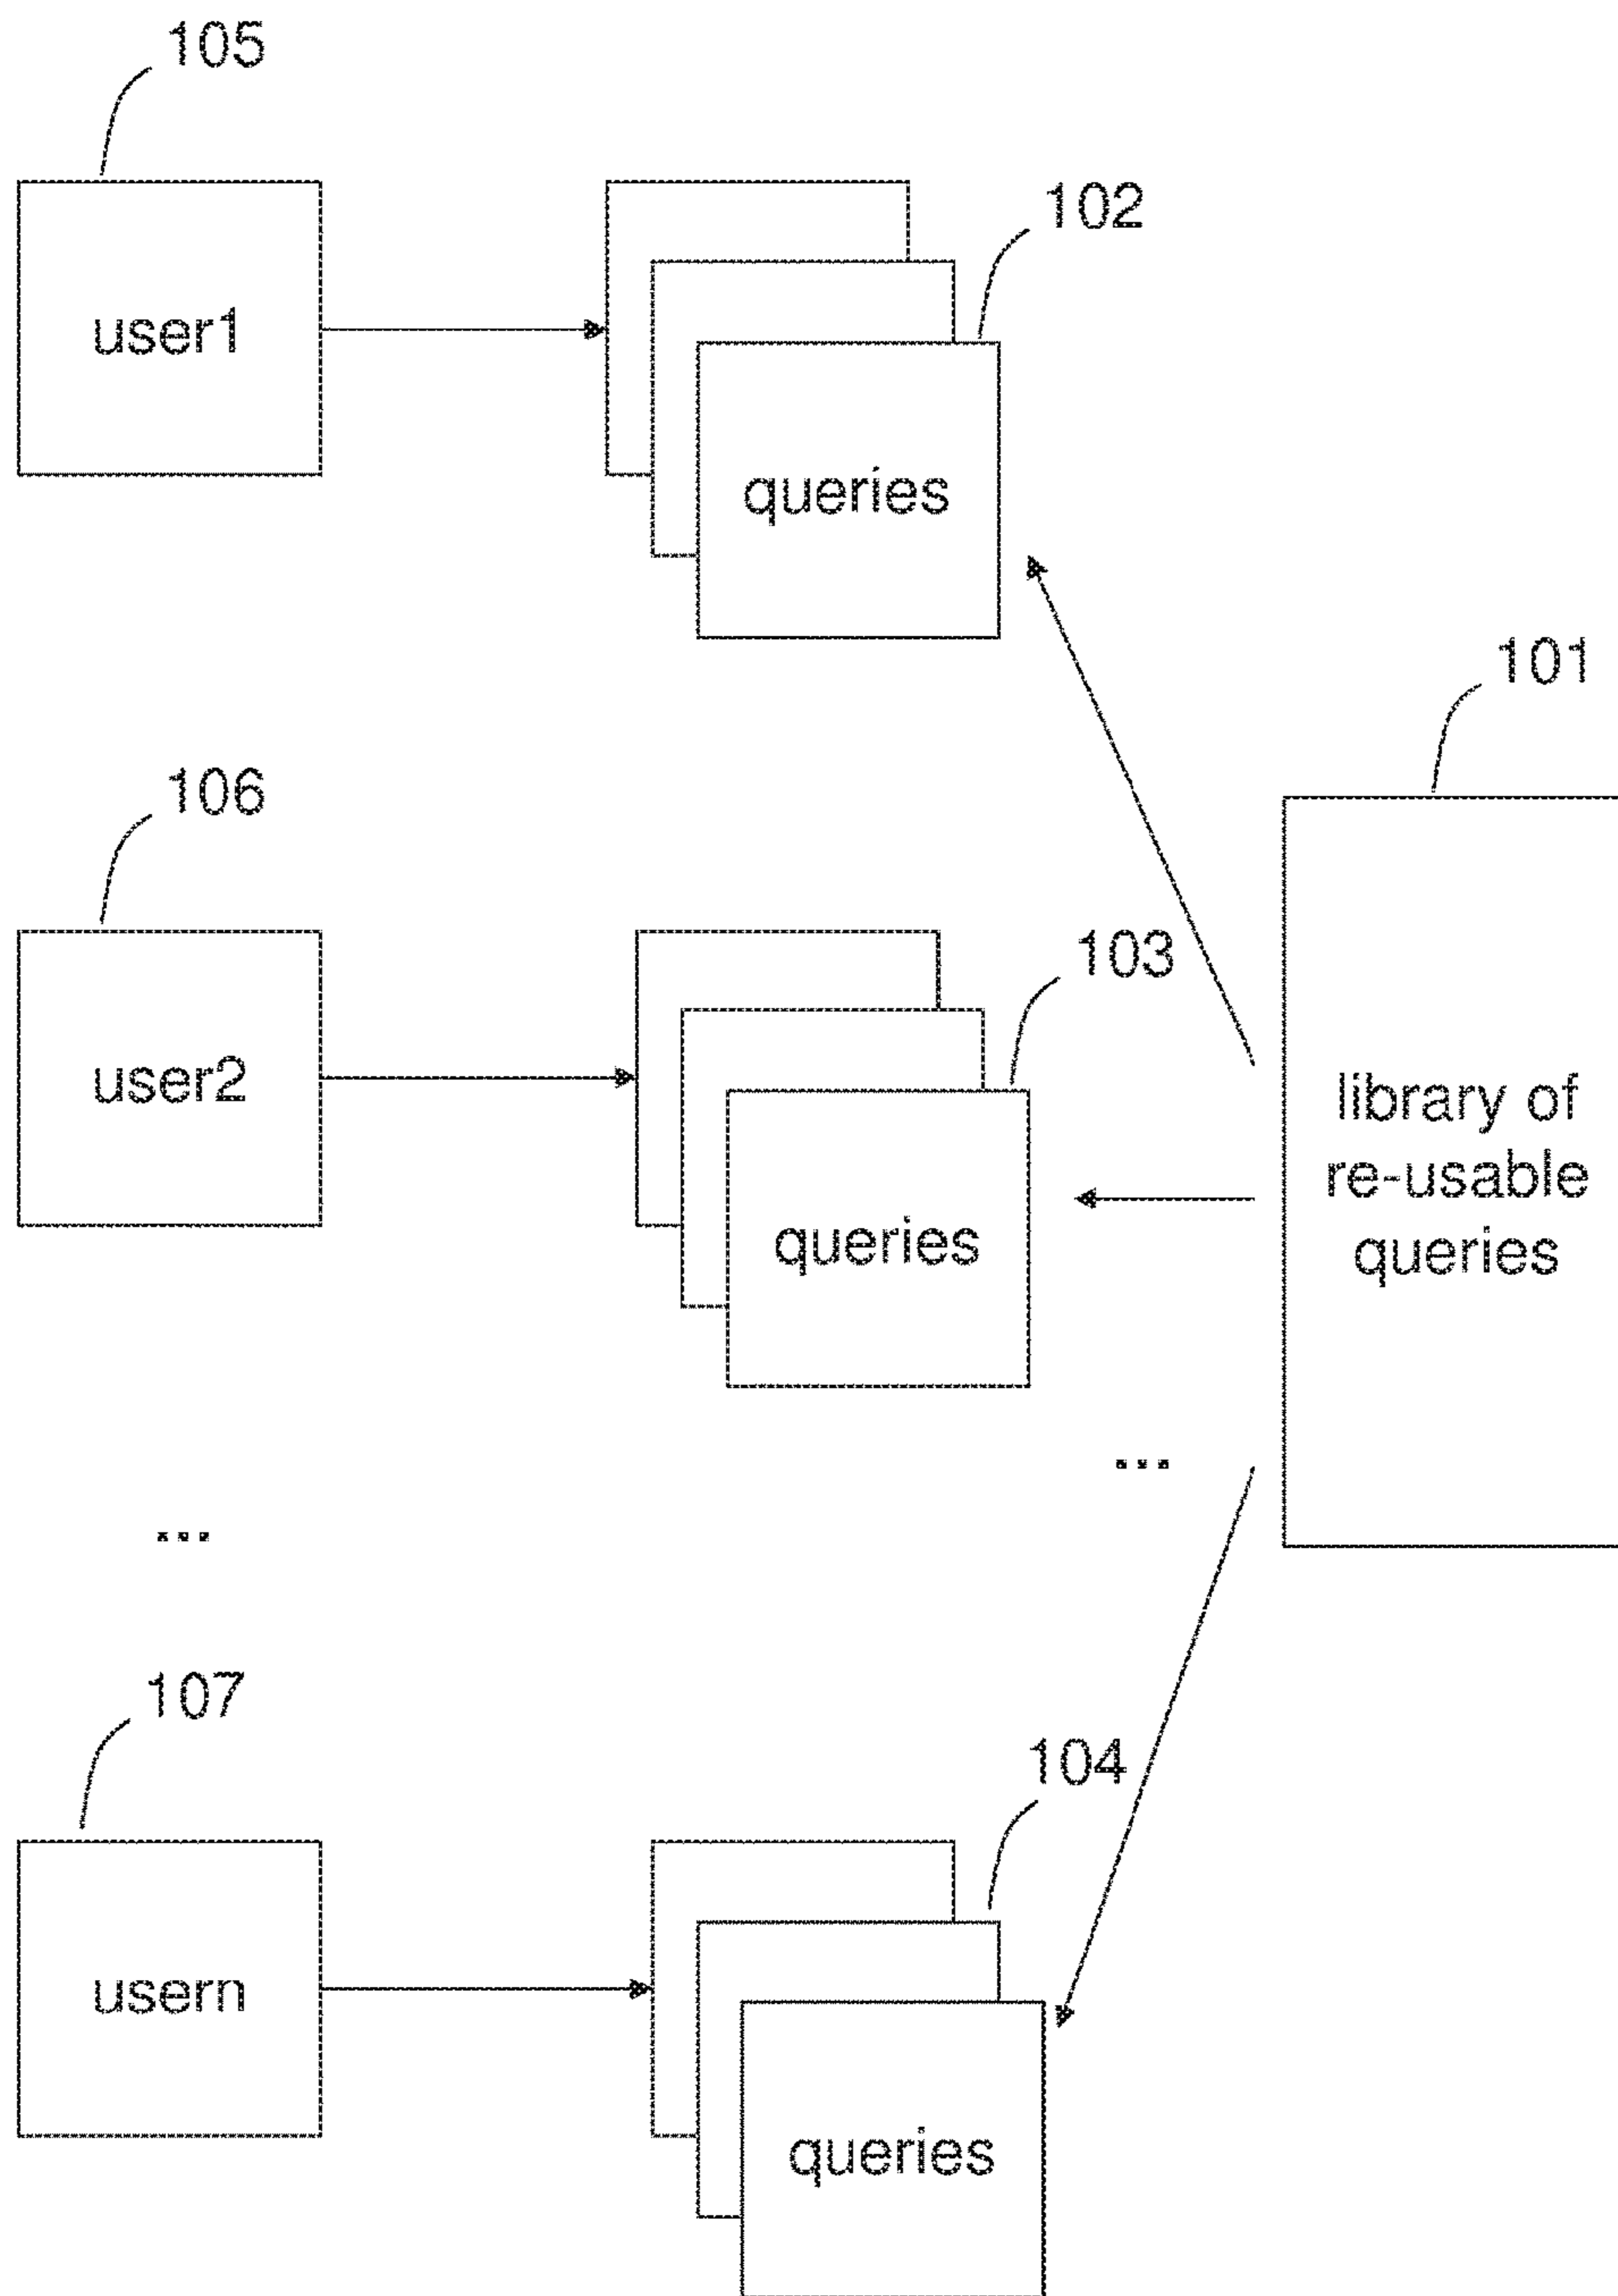 105
102
user1
queries
101
106
103
user2
library of
re-usable
queries
queries
...
...
107
104
usern
queries